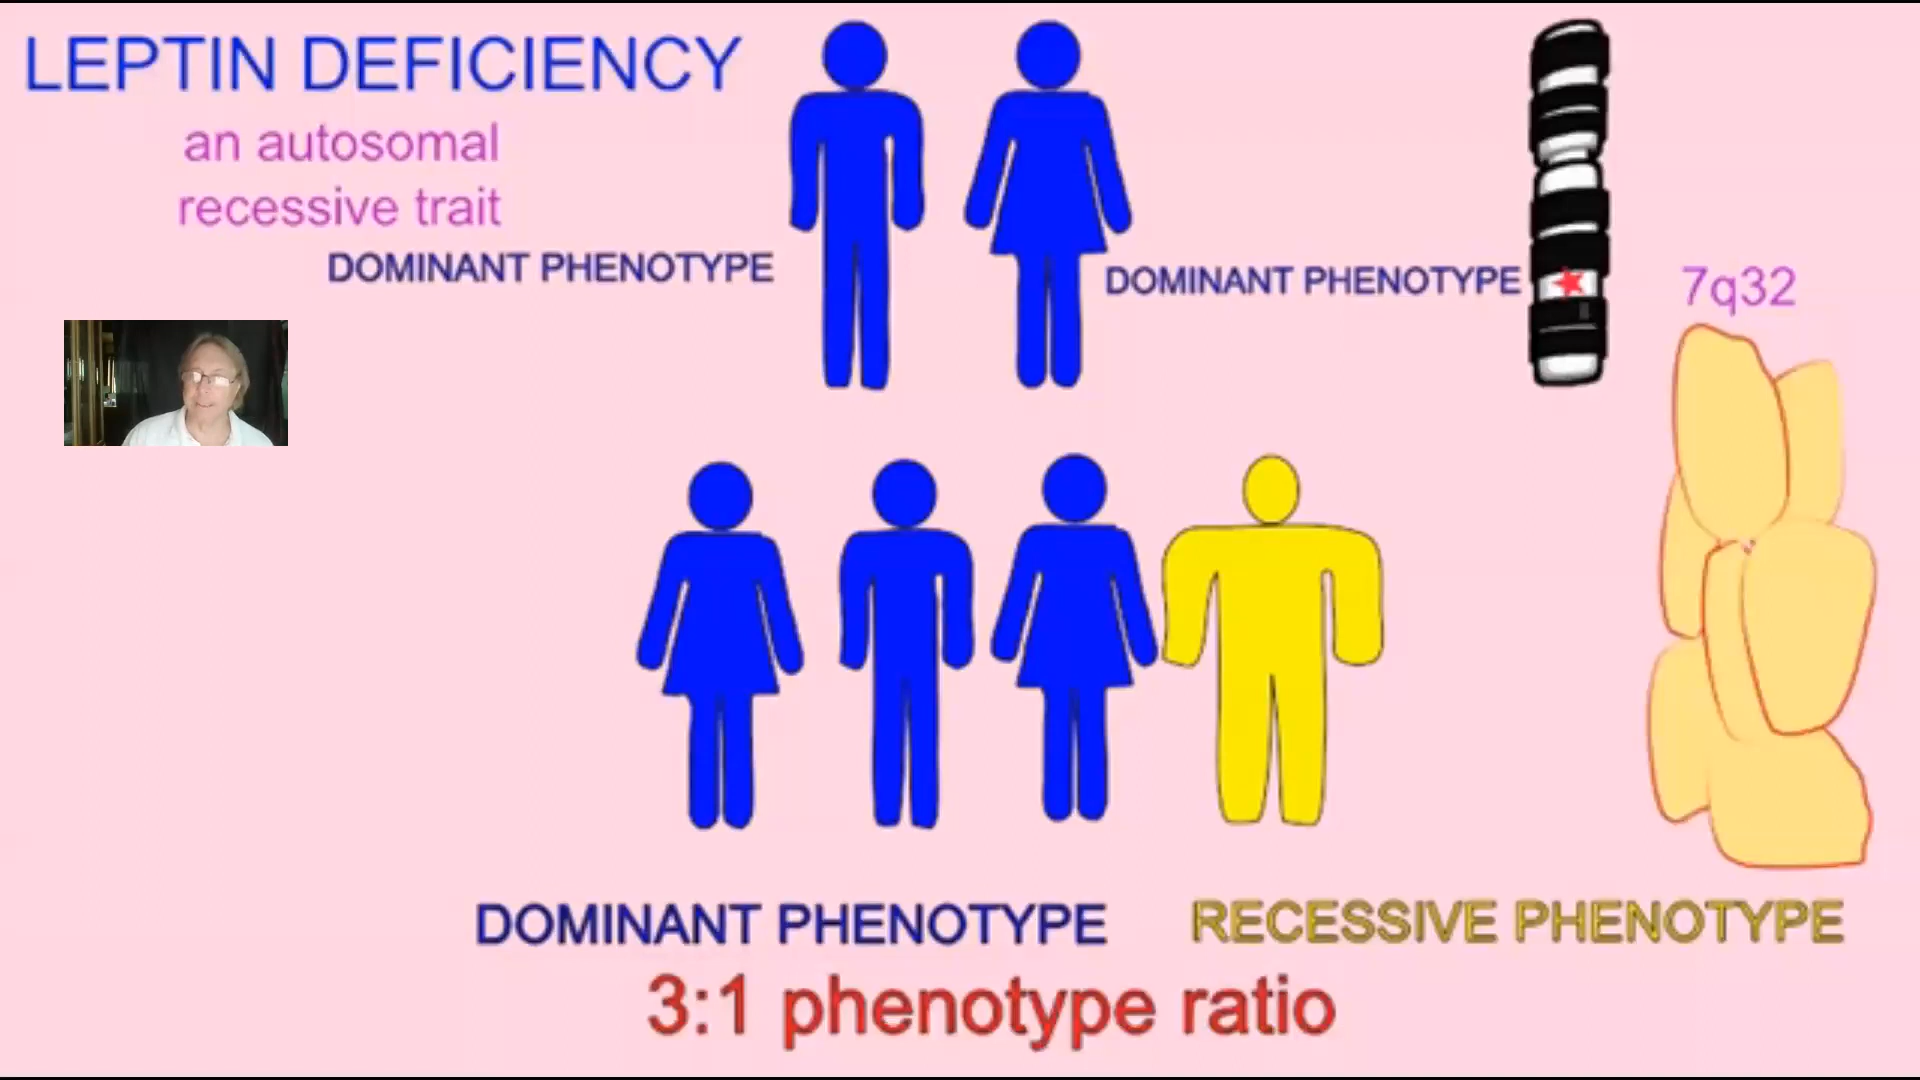 LEPTIN DEFICIENCY
an autosomal
recessive trait
DOMINANT PHENOTYPE
DOMINANT PHENOTYPE
7q32
DOMINANT PHENOTYPE
RECESSIVE PHENOTYPE
3:1 phenotype ratio